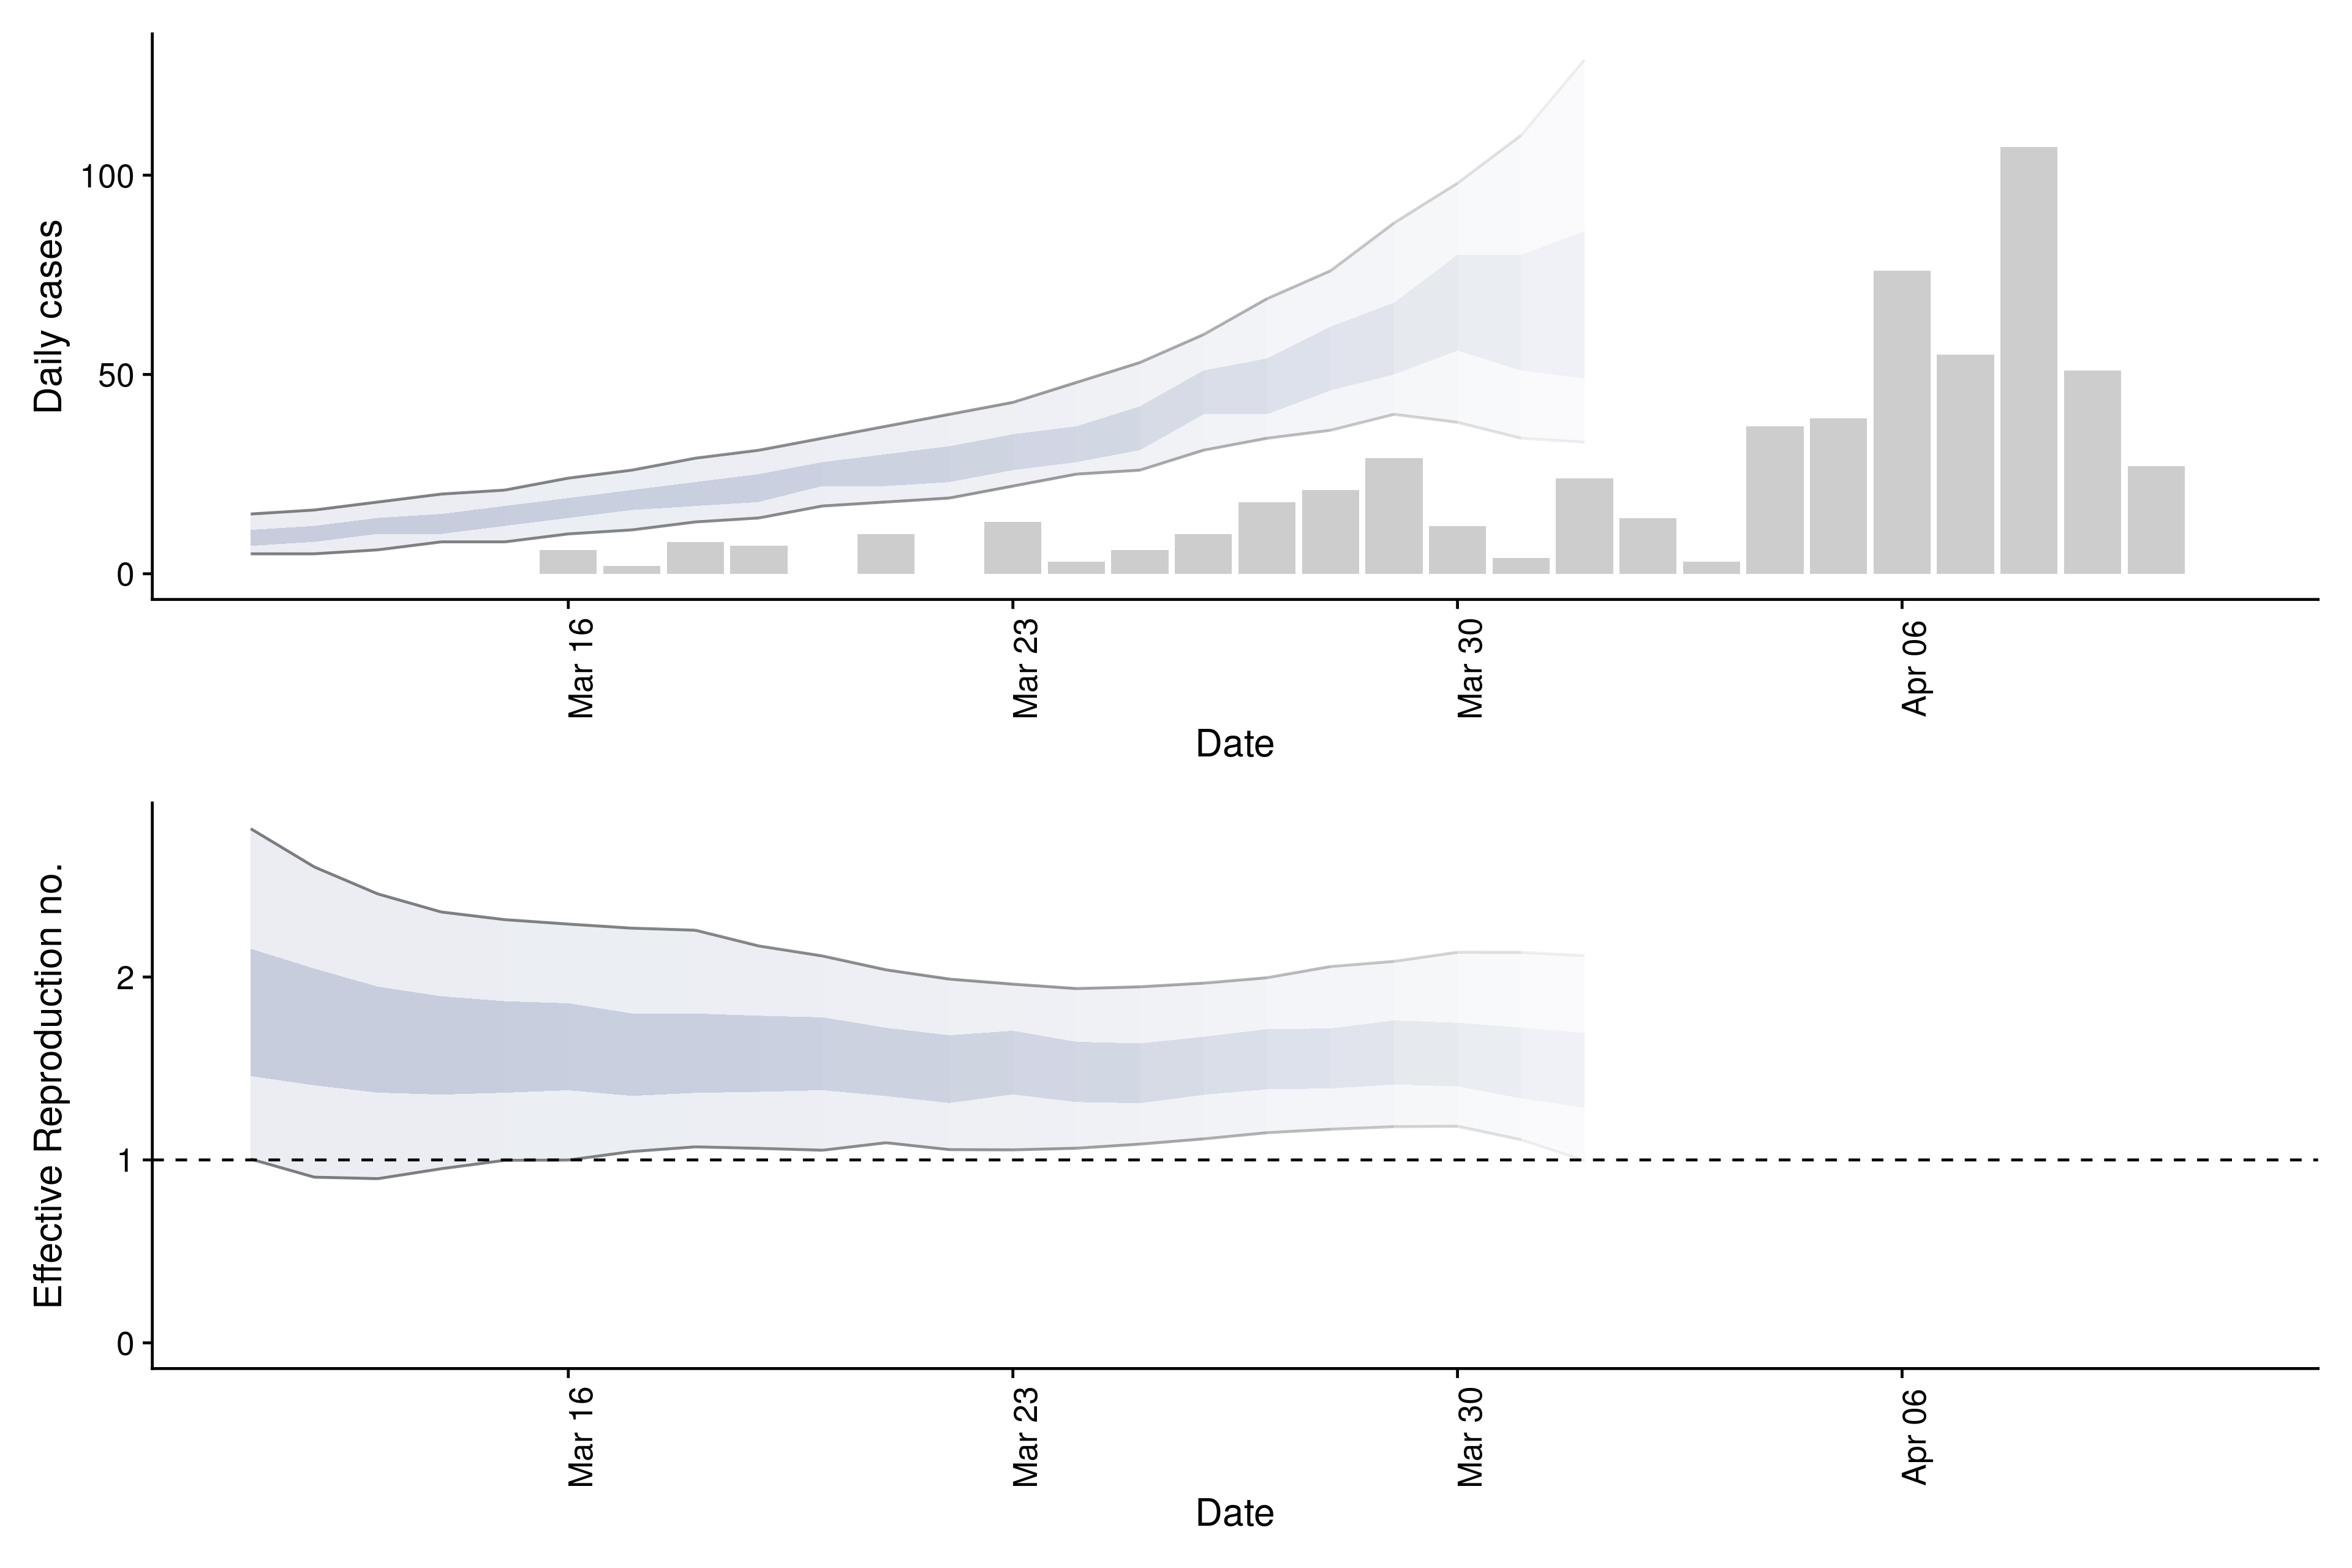 Daily cases
100
50
0
Mar 16
Mar 23
Mar 30
Apr 06
Date
Effective Reproduction no.
2
1
0
Mar 16
Mar 23
Mar 30
Apr 06
Date